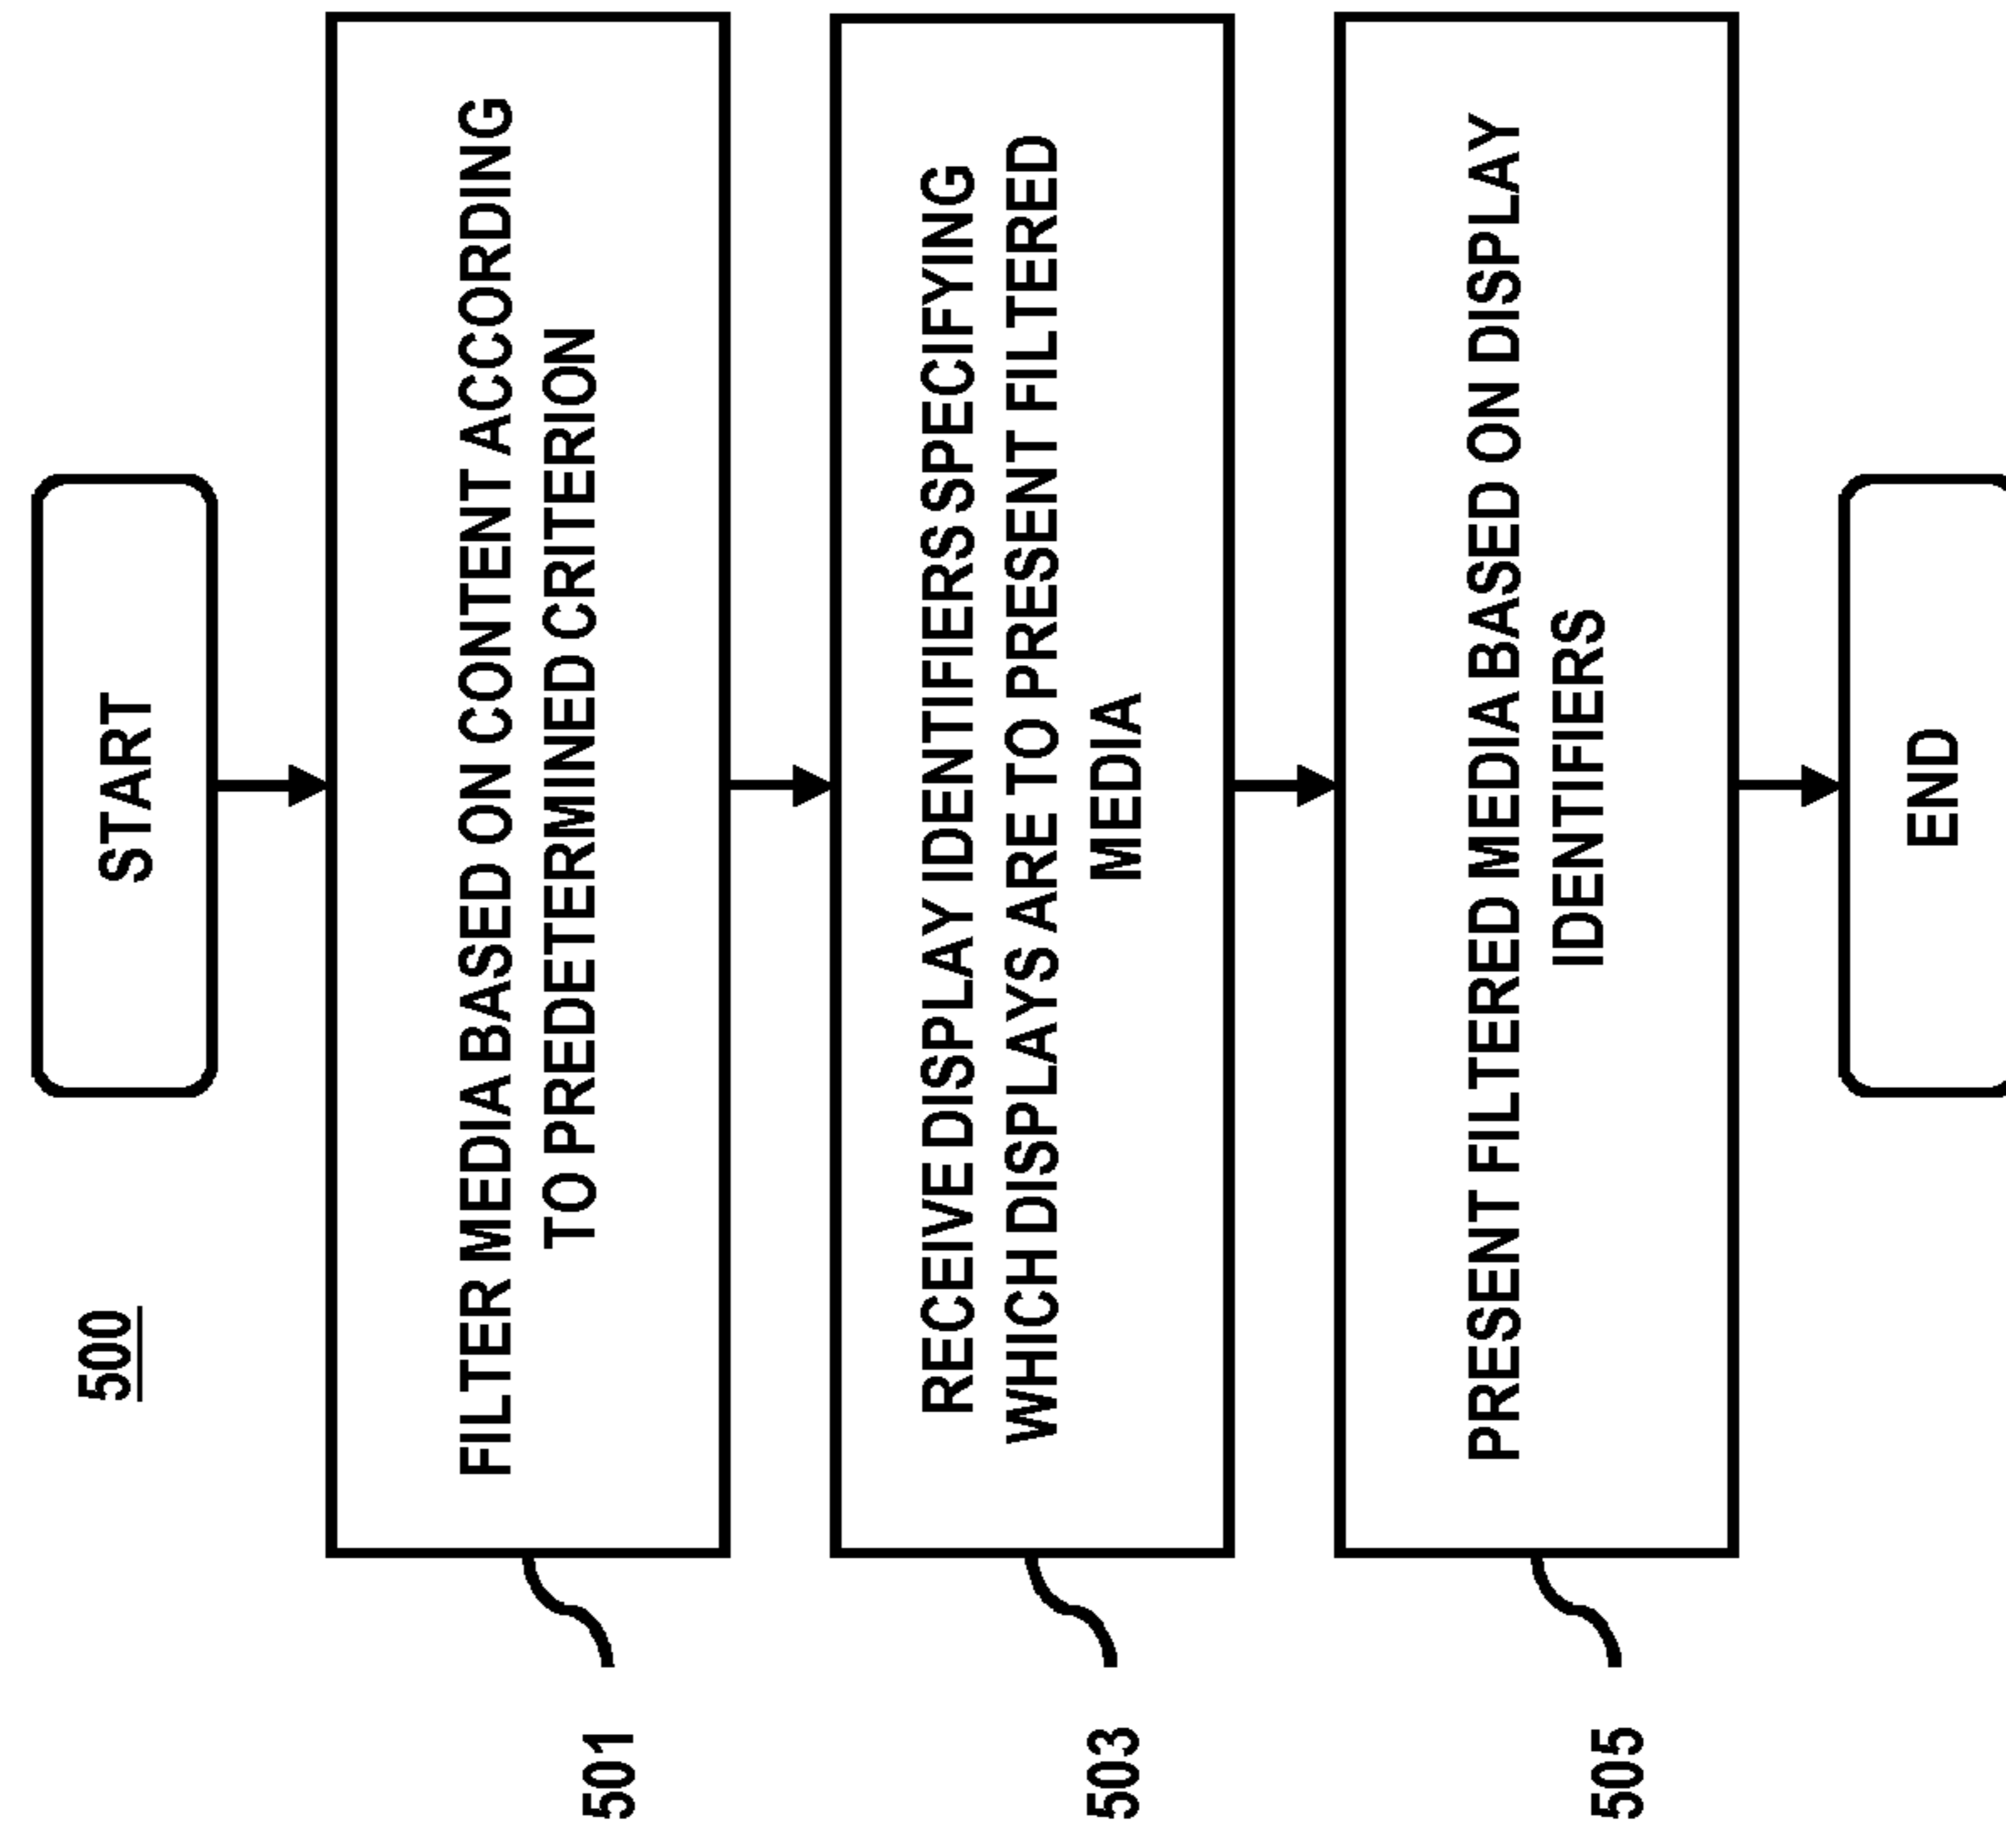 500
START
501
FILTER MEDIA BASED ON CONTENT ACCORDING
TO PREDETERMINED CRITERION
503
RECEIVE DISPLAY IDENTIFIERS SPECIFYING
WHICH DISPLAYS ARE TO PRESENT FILTERED
MEDIA
505
PRESENT FILTERED MEDIA BASED ON DISPLAY
IDENTIFIERS
END